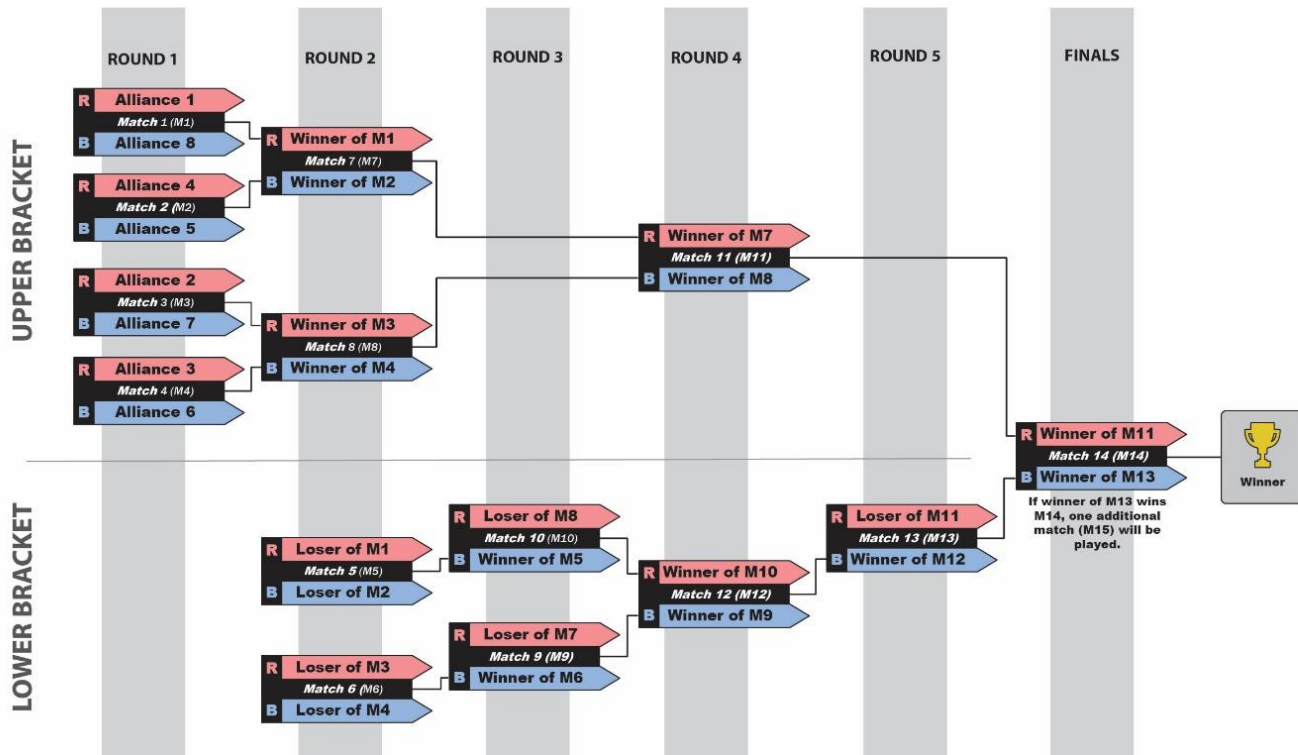 ROUND 1
ROUND 2
ROUND 3
ROUND 4
ROUND 5
FINALS
UPPER BRACKET
R Alliance 1
Match 1 (M1)
B Alliance 8
R Alliance 4
Match 2 (M2)
B Alliance 5
R Alliance 2
Match 3 (M3)
B Alliance 7
R Alliance 3
Match 4 (M4)
B Alliance 6
R Winner of M1
Match 7 (M7)
B Winner of M2
R Winner of M3
Match 8 (M8)
B Winner of M4
R Winner of M7
Match 11 (M11)
B Winner of M8
R Winner of M11
Match 14 (M14)
B Winner of M13
If winner of M13 wins
M14, one additional
match (M15) will be
played.
Winner
LOWER BRACKET
R Loser of M1
Match 5 (M5)
B Loser of M2
R Loser of M3
Match 6 (M6)
B Loser of M4
R Loser of M8
Match 10 (M10)
B Winner of M5
R Loser of M7
Match 9 (M9)
B Winner of M6
R Winner of M10
Match 12 (M12)
B Winner of M9
R Loser of M11
Match 13 (M13)
B Winner of M12